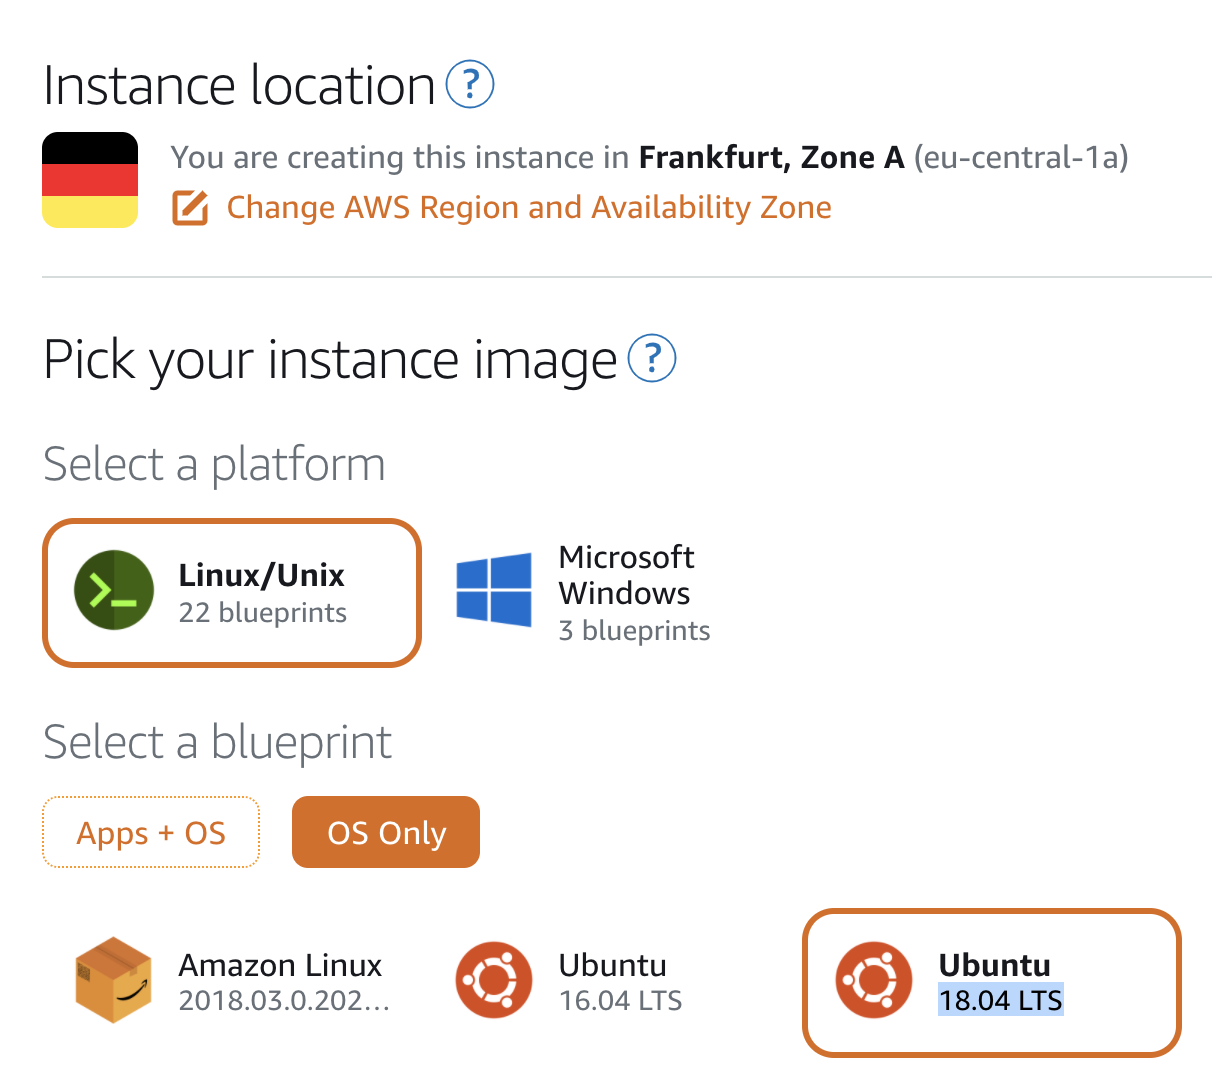 Instance location ?
You are creating this instance in Frankfurt, Zone A (eu-central-1a)
Change AWS Region and Availability Zone
Pick your instance image ?
Select a platform
Linux/Unix
22 blueprints
Microsoft
Windows
3 blueprints
Select a blueprint
Apps + OS
OS Only
Amazon Linux
2018.03.0.202...
Ubuntu
16.04 LTS
Ubuntu
18.04 LTS